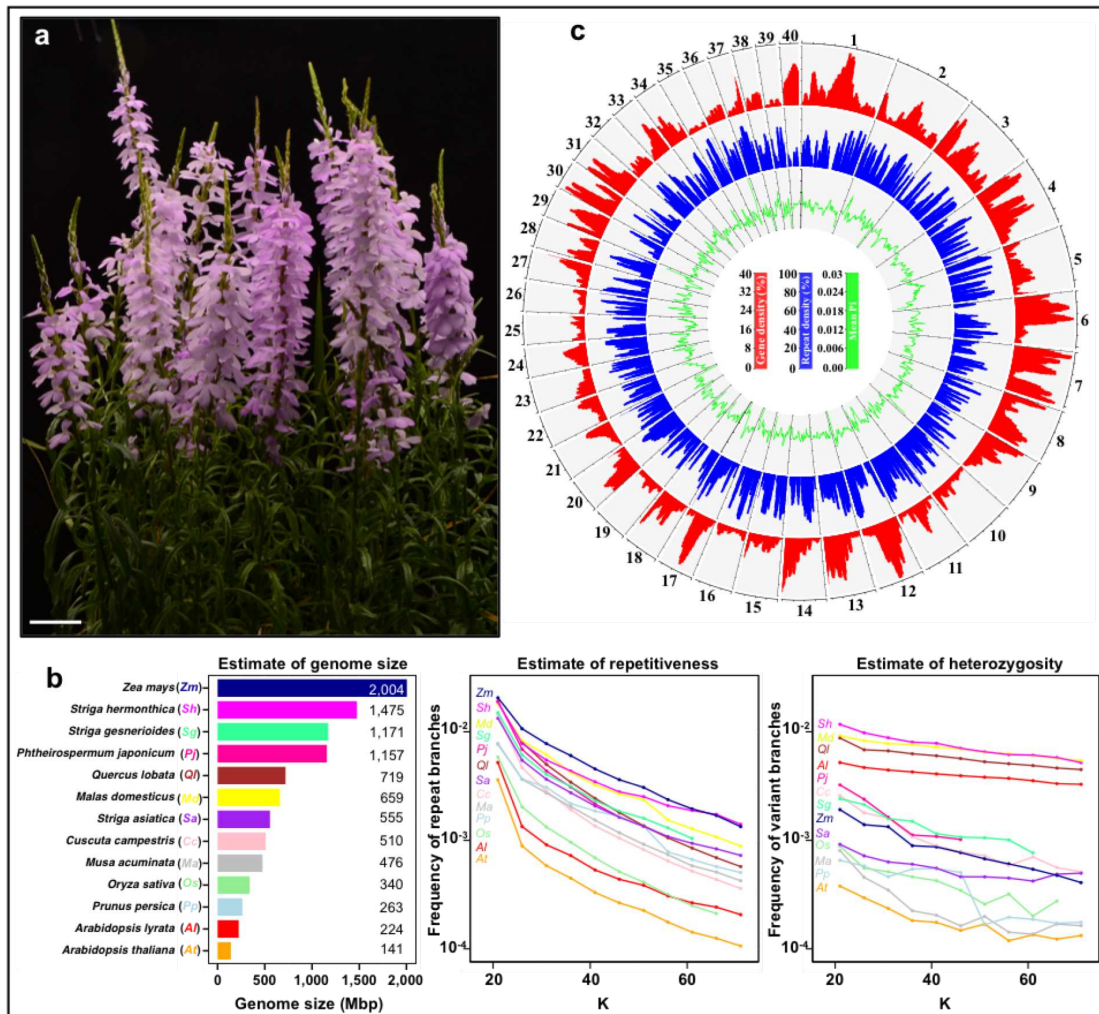 a
c
1
2
3
4
5
6
7
8
9
10
11
12
13
14
15
16
17
18
19
20
21
22
23
24
25
26
27
28
29
30
31
32
33
34
35
36
37
38
39
40
40
32
24
16
8
0
Gene density (%)
100
80
60
40
20
0
Repeat density (%)
0.03
0.024
0.018
0.012
0.006
0.00
Mean Pi
b
Estimate of genome size
Zea mays (Zm) 2,004
Striga hermonthica (Sh) 1,475
Striga gesnerioides (Sg) 1,171
Phtheirospermum japonicum (Pj) 1,157
Quercus lobata (Ql) 719
Malas domesticus (Md) 659
Striga asiatica (Sa) 555
Cuscuta campestris (Cc) 510
Musa acuminata (Ma) 476
Oryza sativa (Os) 340
Prunus persica (Pp) 263
Arabidopsis lyrata (Al) 224
Arabidopsis thaliana (At) 141
0 500 1,000 1,500 2,000
Genome size (Mbp)
Estimate of repetitiveness
Frequency of repeat branches
10-2
10-3
10-4
Zm
Sh
Md
Sg
Pj
Ql
Sa
Cc
Ma
Pp
Os
Al
At
20 40 60
K
Estimate of heterozygosity
Frequency of variant branches
10-2
10-3
10-4
Sh
Md
Ql
Al
Pj
Cc
Sg
Zm
Sa
Os
Ma
Pp
At
20 40 60
K